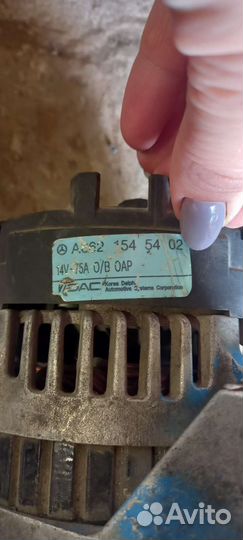 A 662 154 54 02
14V-75A O/B OAP
KDAC Korea Delphi
Automotive Systems Corporation
Avito